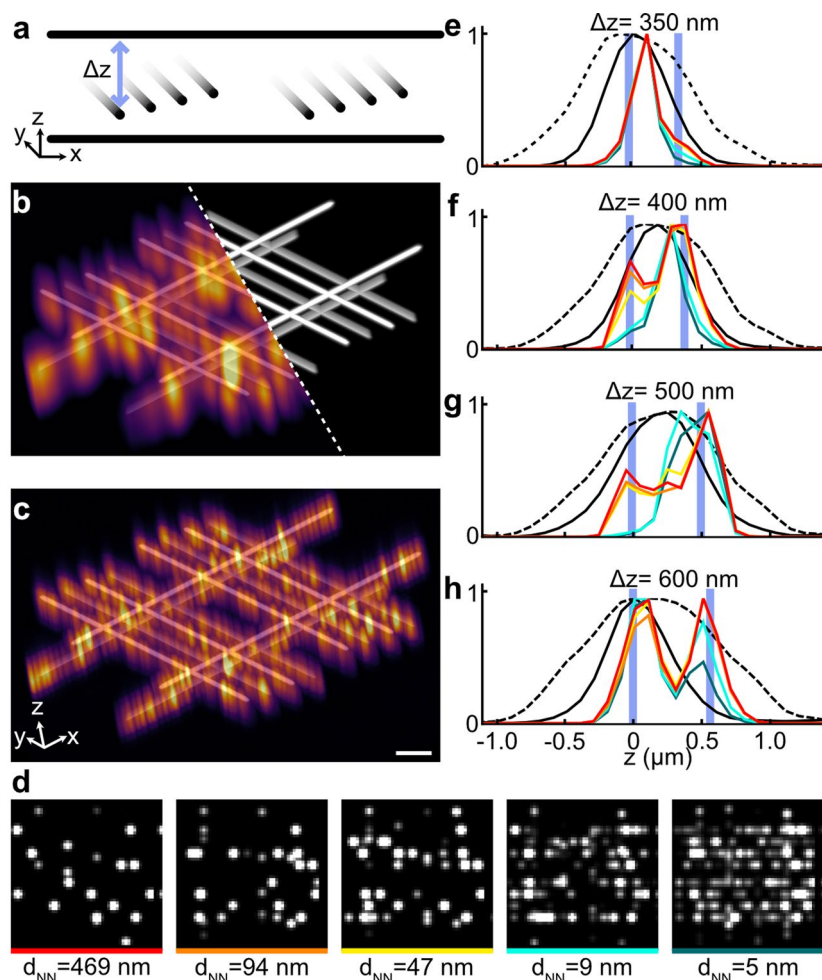 a
Δz
z
y
x
b
c
z
y
x
d
d_NN=469 nm
d_NN=94 nm
d_NN=47 nm
d_NN=9 nm
d_NN=5 nm
e
Δz= 350 nm
1
0
f
Δz= 400 nm
1
0
g
Δz= 500 nm
1
0
h
Δz= 600 nm
1
0
-1.0 -0.5 0 0.5 1.0
z (μm)